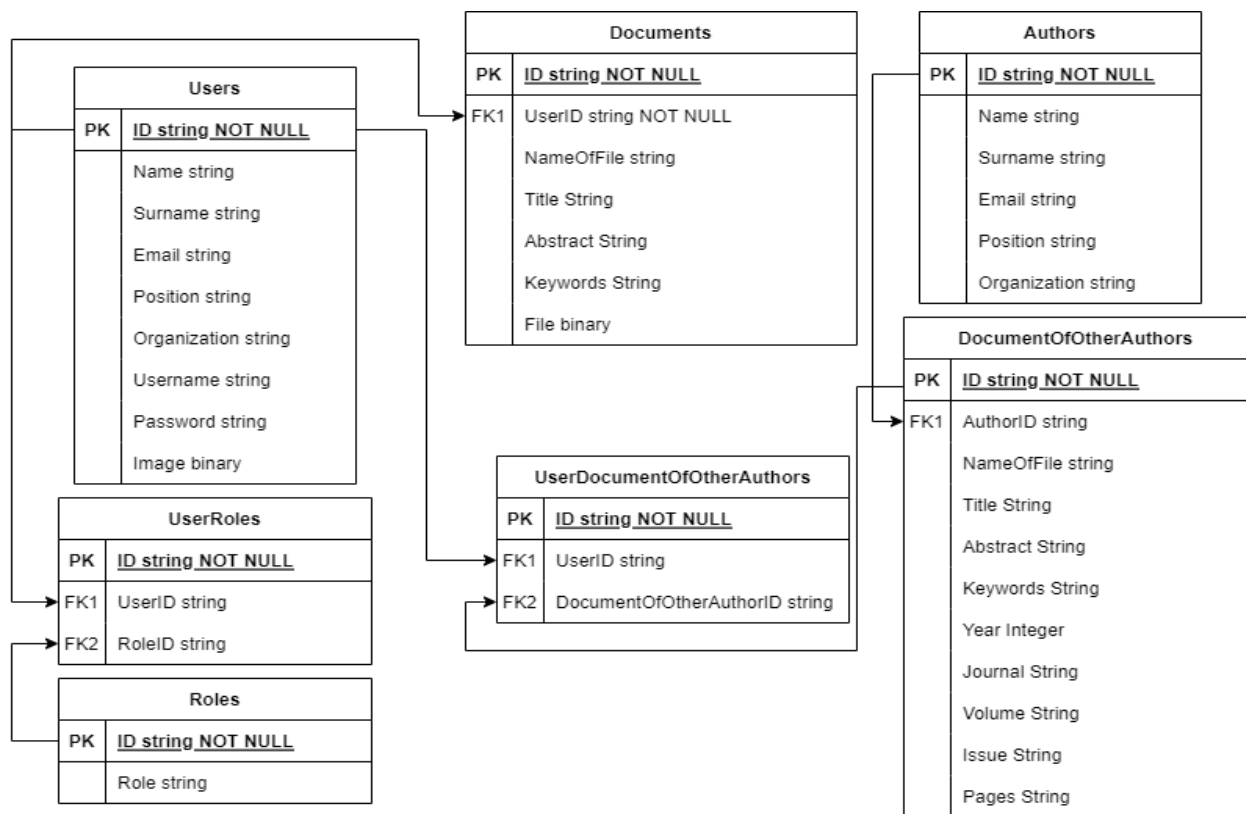 Users
PK ID string NOT NULL
Name string
Surname string
Email string
Position string
Organization string
Username string
Password string
Image binary
UserRoles
PK ID string NOT NULL
FK1 UserID string
FK2 RoleID string
Roles
PK ID string NOT NULL
Role string
Documents
PK ID string NOT NULL
FK1 UserID string NOT NULL
NameOfFile string
Title String
Abstract String
Keywords String
File binary
UserDocumentOfOtherAuthors
PK ID string NOT NULL
FK1 UserID string
FK2 DocumentOfOtherAuthorID string
Authors
PK ID string NOT NULL
Name string
Surname string
Email string
Position string
Organization string
DocumentOfOtherAuthors
PK ID string NOT NULL
FK1 AuthorID string
NameOfFile string
Title String
Abstract String
Keywords String
Year Integer
Journal String
Volume String
Issue String
Pages String